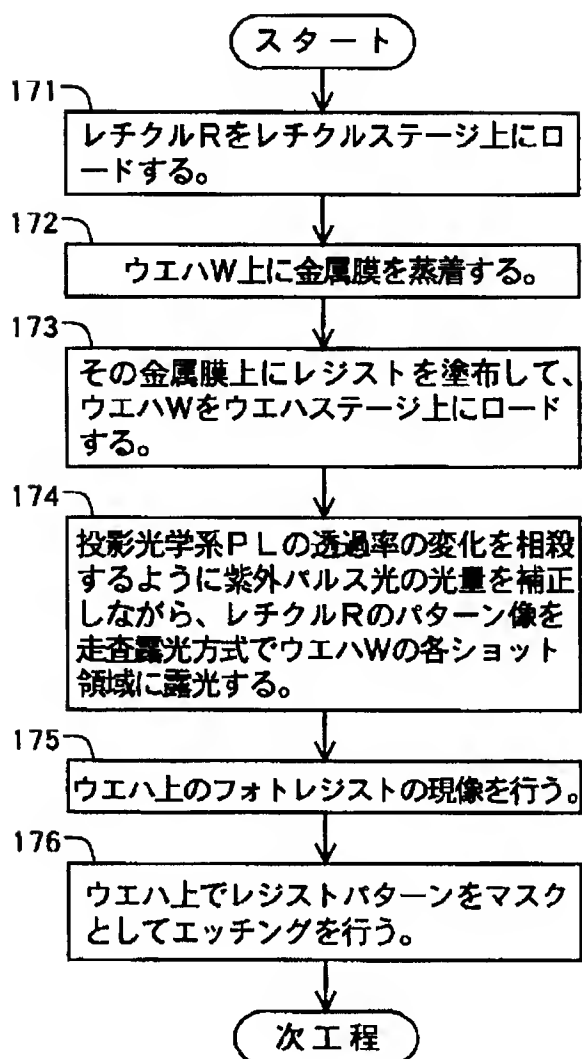 スタート
171
レチクルRをレチクルステージ上にロ
ードする。
172
ウエハW上に金属膜を蒸着する。
173
その金属膜上にレジストを塗布して、
ウエハWをウエハステージ上にロード
する。
174
投影光学系PLの透過率の変化を相殺
するように紫外パルス光の光量を補正
しながら、レチクルRのパターン像を
走査露光方式でウエハWの各ショット
領域に露光する。
175
ウエハ上のフォトレジストの現像を行う。
176
ウエハ上でレジストパターンをマスク
としてエッチングを行う。
次工程